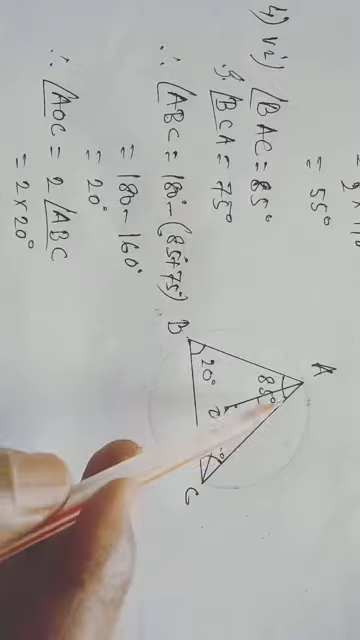 = 55°
4) vi) ∠BAC = 85°
& ∠BCA = 75°
∴ ∠ABC = 180° - (85+75°)
= 180 - 160°
= 20°
∴ ∠AOC = 2 ∠ABC
= 2 × 20°
A
85°
B
20°
C